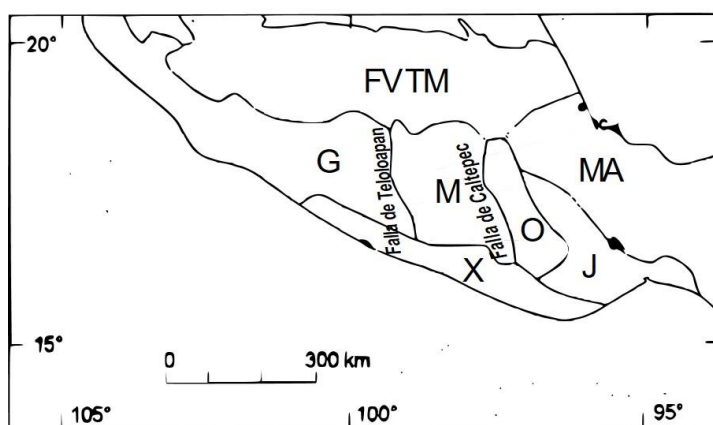 20°
FVTM
G
Falla de Teloloapan
M
Falla de Caltepec
MA
O
J
X
15°
0 300 km
105° 100° 95°